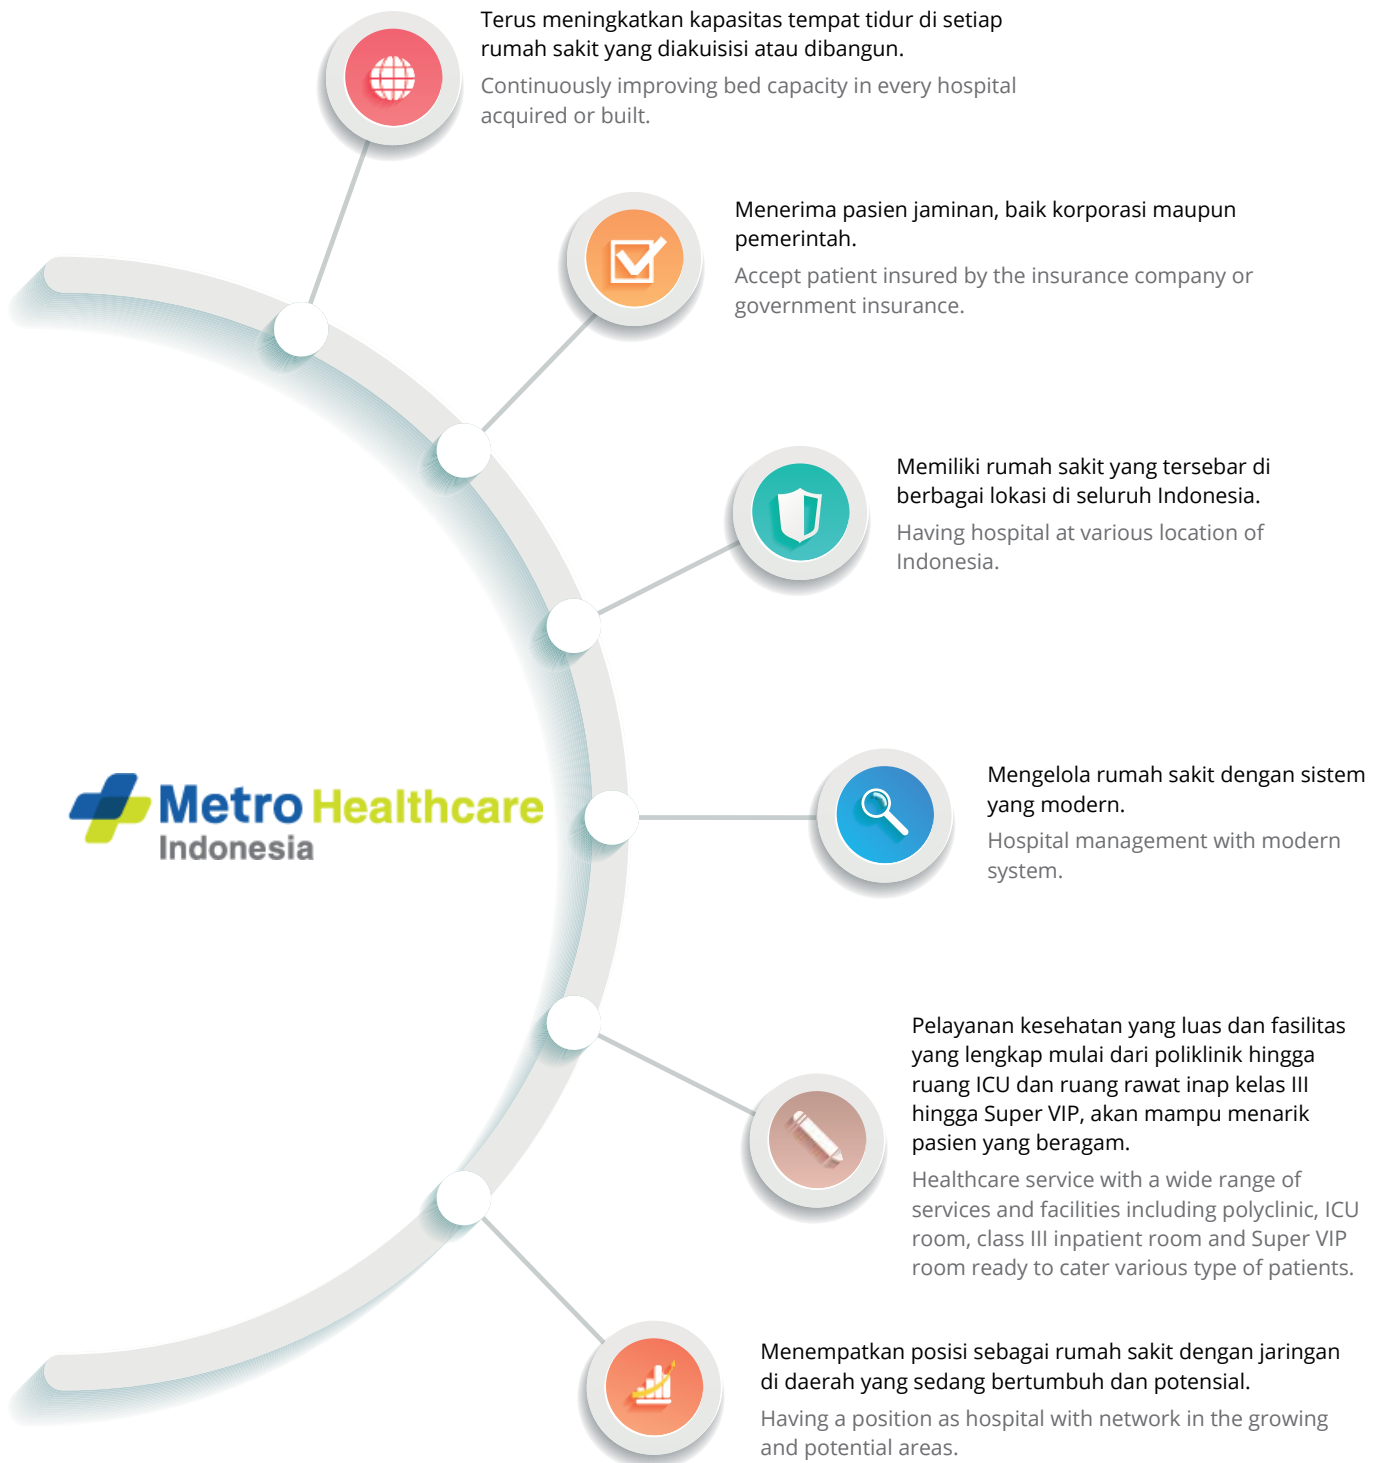 Terus meningkatkan kapasitas tempat tidur di setiap
rumah sakit yang diakuisisi atau dibangun.
Continuously improving bed capacity in every hospital
acquired or built.
Menerima pasien jaminan, baik korporasi maupun
pemerintah.
Accept patient insured by the insurance company or
government insurance.
Memiliki rumah sakit yang tersebar di
berbagai lokasi di seluruh Indonesia.
Having hospital at various location of
Indonesia.
Metro Healthcare
Indonesia
Mengelola rumah sakit dengan sistem
yang modern.
Hospital management with modern
system.
Pelayanan kesehatan yang luas dan fasilitas
yang lengkap mulai dari poliklinik hingga
ruang ICU dan ruang rawat inap kelas III
hingga Super VIP, akan mampu menarik
pasien yang beragam.
Healthcare service with a wide range of
services and facilities including polyclinic, ICU
room, class III inpatient room and Super VIP
room ready to cater various type of patients.
Menempatkan posisi sebagai rumah sakit dengan jaringan
di daerah yang sedang bertumbuh dan potensial.
Having a position as hospital with network in the growing
and potential areas.